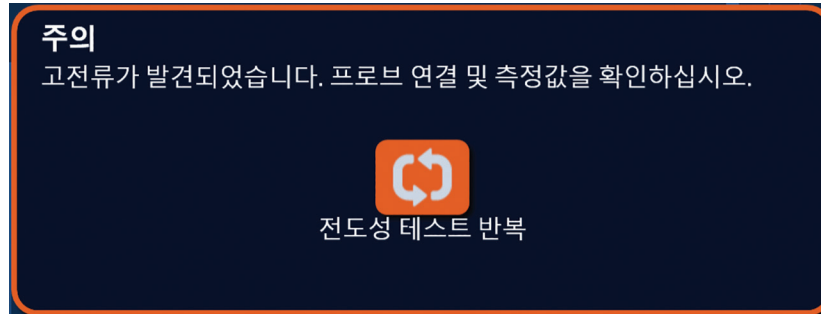 주의
고전류가 발견되었습니다. 프로브 연결 및 측정값을 확인하십시오.
전도성 테스트 반복